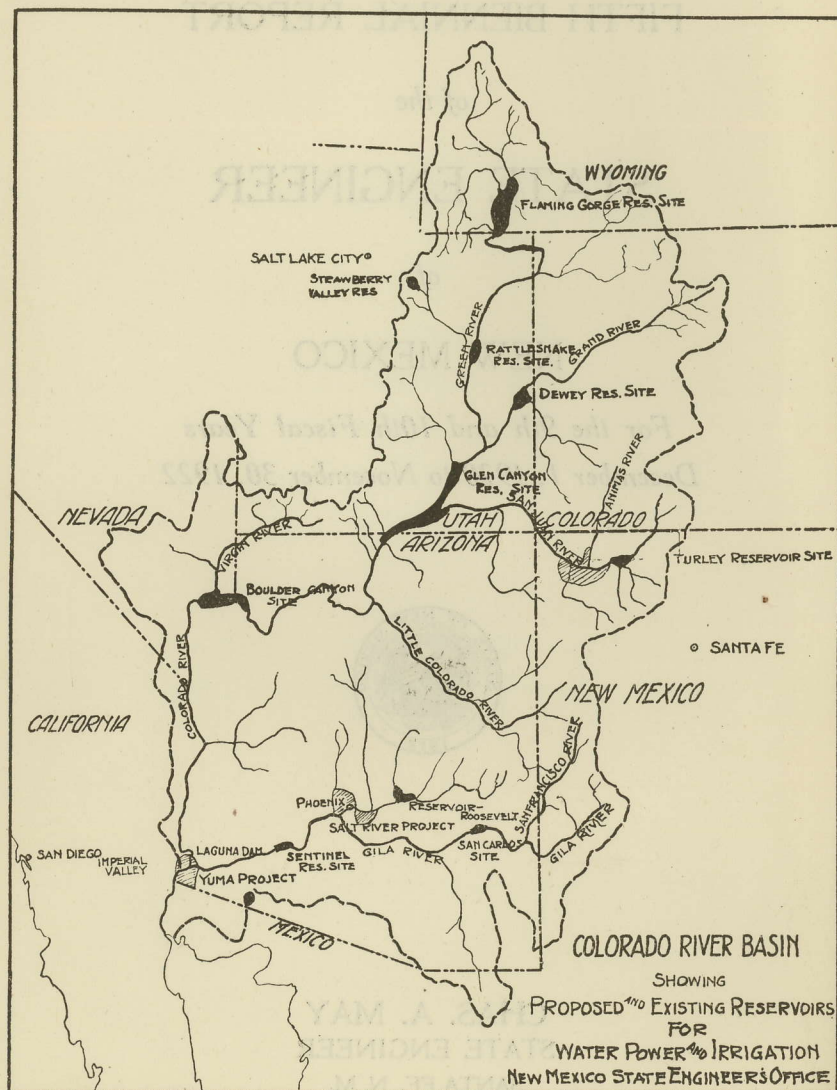 WYOMING
FLAMING GORGE RES. SITE
SALT LAKE CITY
STRAWBERRY
VALLEY RES
GREEN RIVER
GRAND RIVER
RATTLESNAKE
RES. SITE.
DEWEY RES. SITE
ANIMAS RIVER
GLEN CANYON
RES. SITE
SAN JUAN RIVER
NEVADA
UTAH
COLORADO
ARIZONA
VIRGIN RIVER
TURLEY RESERVOIR SITE
BOULDER CANYON
SITE
SANTA FE
LITTLE COLORADO RIVER
COLORADO RIVER
NEW MEXICO
CALIFORNIA
SAN FRANCISCO RIVER
PHOENIX
RESERVOIR-
ROOSEVELT
SALT RIVER PROJECT
GILA RIVER
SAN CARLOS
SITE
GILA RIVIER
LAGUNA DAM
SENTINEL
RES. SITE
SAN DIEGO
IMPERIAL
VALLEY
YUMA PROJECT
MEXICO
COLORADO RIVER BASIN
SHOWING
PROPOSED AND EXISTING RESERVOIRS
FOR
WATER POWER AND IRRIGATION
NEW MEXICO STATE ENGINEER'S OFFICE